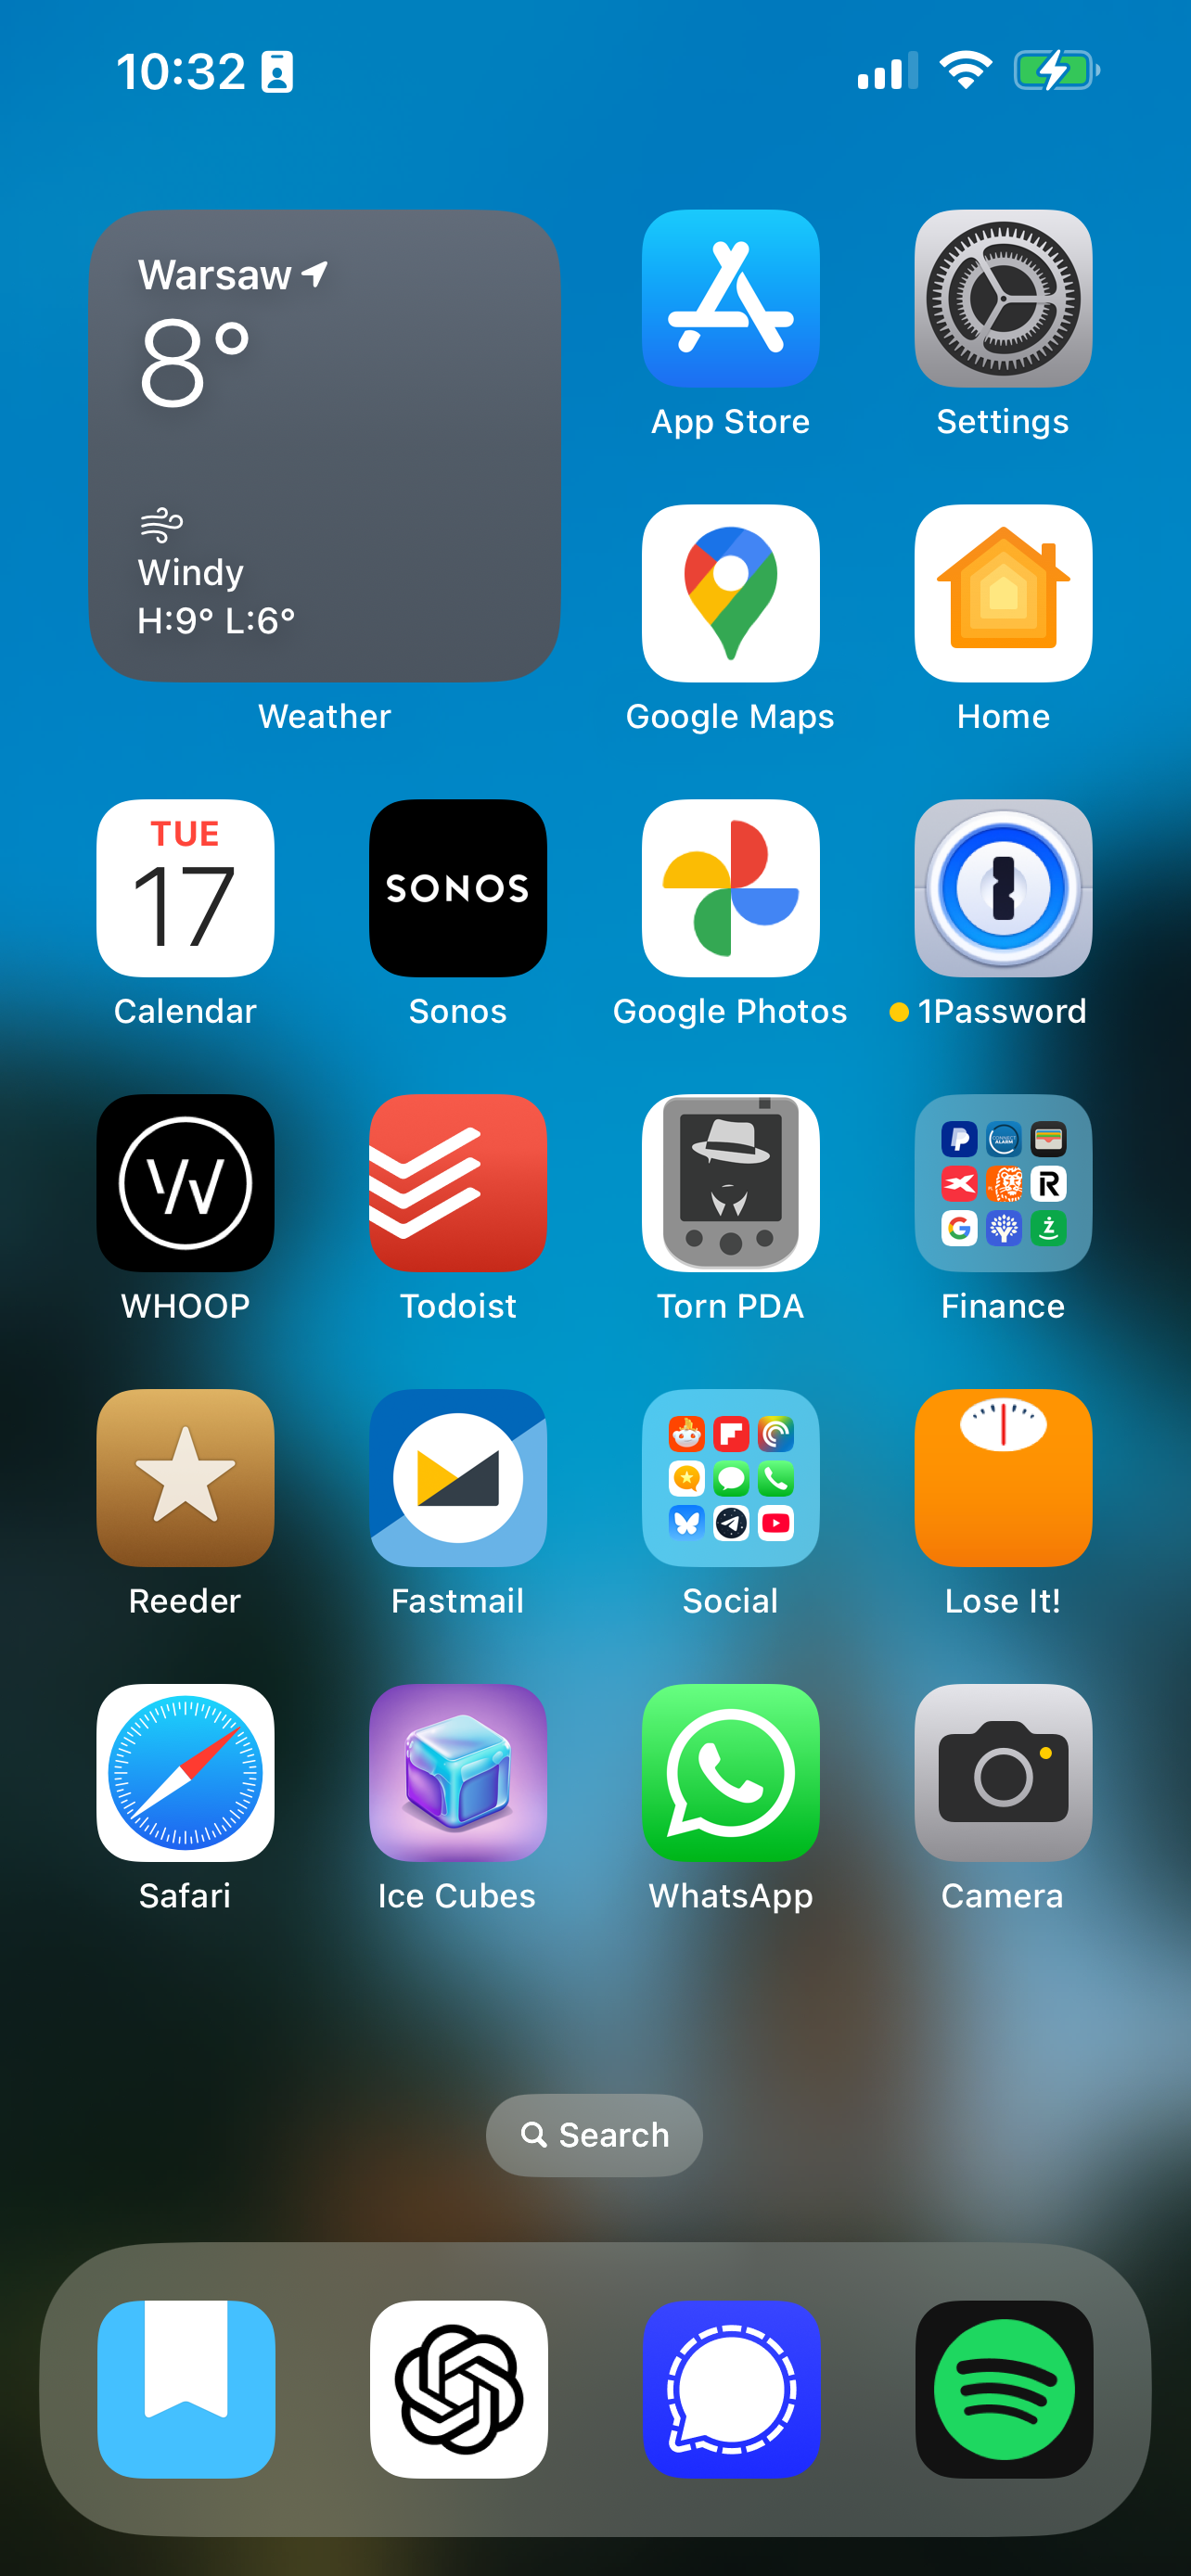 10:32
Warsaw
8°
Windy
H:9° L:6°
Weather
App Store
Settings
Google Maps
Home
TUE
17
Calendar
SONOS
Sonos
Google Photos
1Password
WHOOP
Todoist
Torn PDA
Finance
Reeder
Fastmail
Social
Lose It!
Safari
Ice Cubes
WhatsApp
Camera
Search